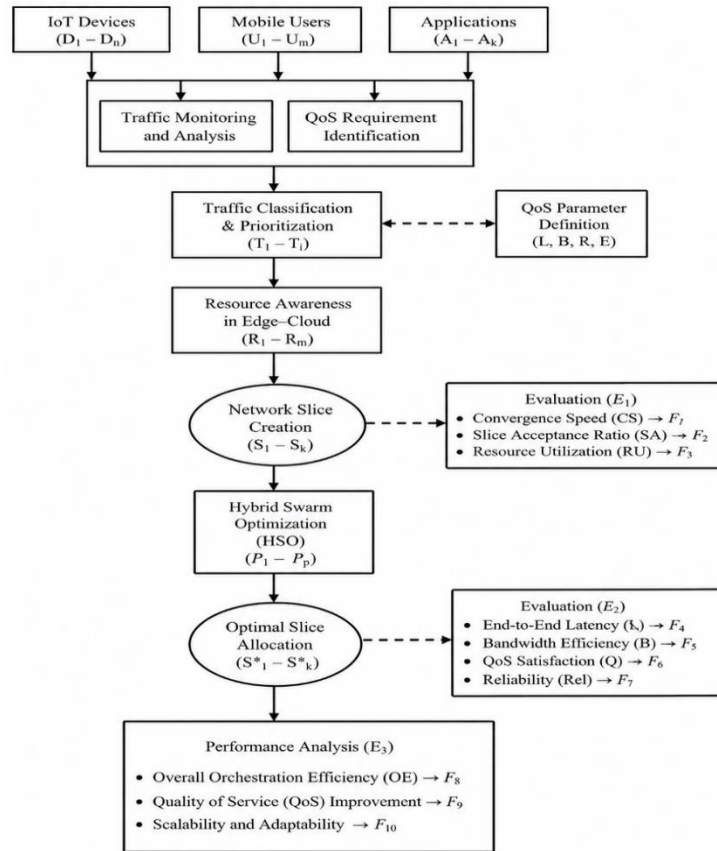 IoT Devices
(D₁ – Dₙ)
Mobile Users
(U₁ – Uₘ)
Applications
(A₁ – Aₖ)
Traffic Monitoring
and Analysis
QoS Requirement
Identification
Traffic Classification
& Prioritization
(T₁ – Tᵢ)
QoS Parameter
Definition
(L, B, R, E)
Resource Awareness
in Edge–Cloud
(R₁ – Rₘ)
Network Slice
Creation
(S₁ – Sₖ)
Evaluation (E₁)
• Convergence Speed (CS) → F₁
• Slice Acceptance Ratio (SA) → F₂
• Resource Utilization (RU) → F₃
Hybrid Swarm
Optimization
(HSO)
(P₁ – Pₚ)
Optimal Slice
Allocation
(S*₁ – S*ₖ)
Evaluation (E₂)
• End-to-End Latency → F₄
• Bandwidth Efficiency (B) → F₅
• QoS Satisfaction (Q) → F₆
• Reliability (Rel) → F₇
Performance Analysis (E₃)
• Overall Orchestration Efficiency (OE) → F₈
• Quality of Service (QoS) Improvement → F₉
• Scalability and Adaptability → F₁₀